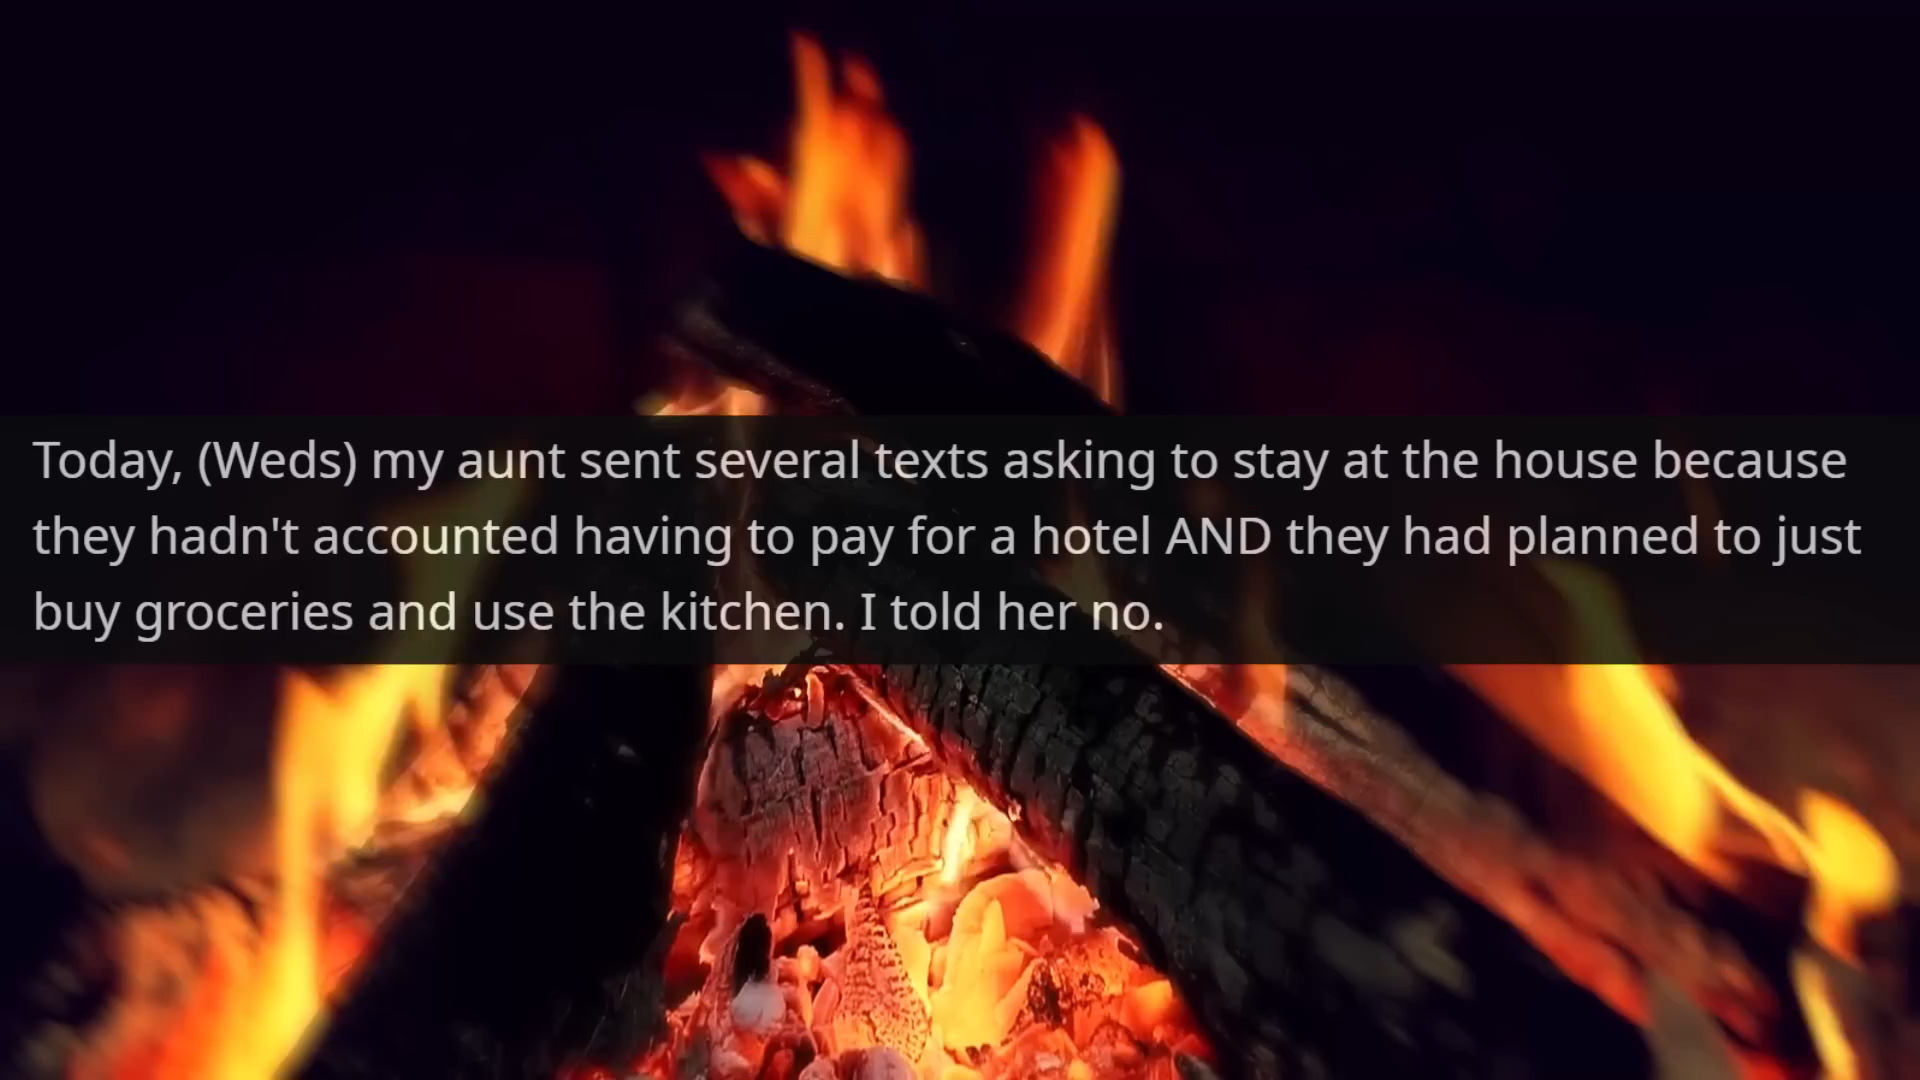 Today, (Weds) my aunt sent several texts asking to stay at the house because
they hadn't accounted having to pay for a hotel AND they had planned to just
buy groceries and use the kitchen. I told her no.